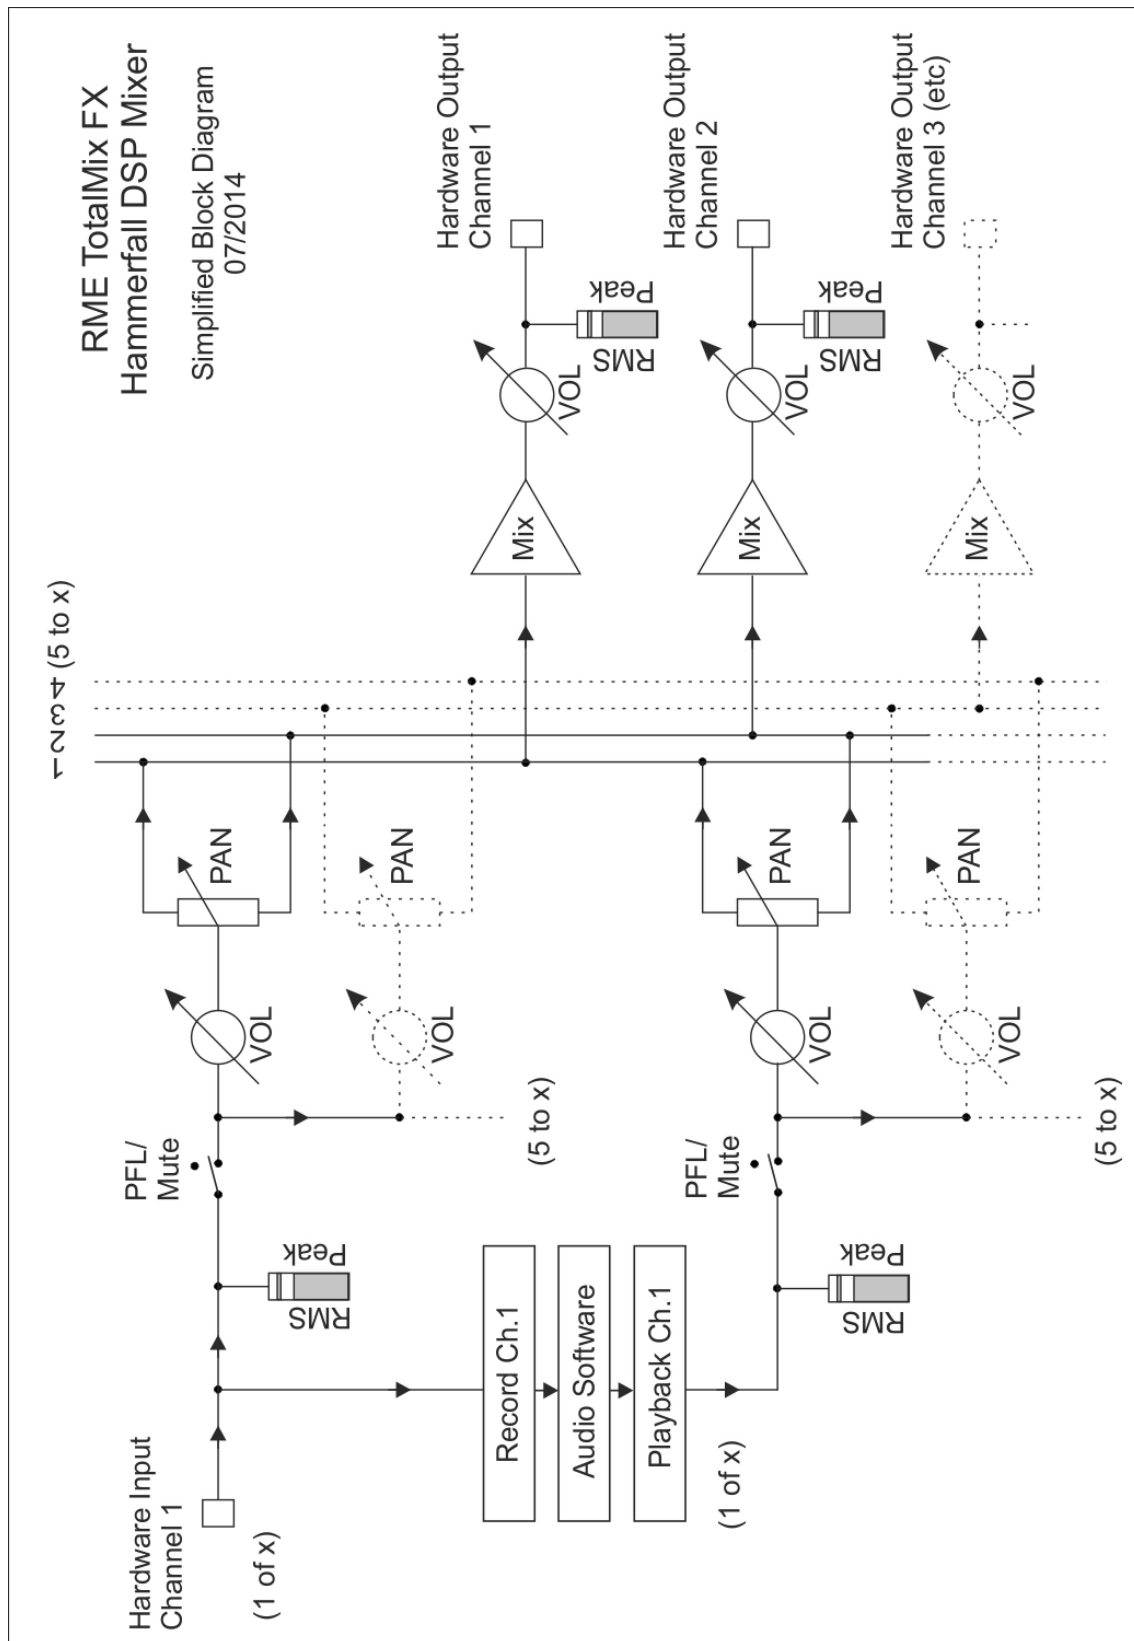 RME TotalMix FX
Hammerfall DSP Mixer
Simplified Block Diagram
07/2014
Hardware Input
Channel 1
(1 of x)
RMS
Peak
PFL/
Mute
VOL
PAN
VOL
PAN
(5 to x)
1 2 3 4 (5 to x)
Record Ch.1
Audio Software
Playback Ch.1
(1 of x)
RMS
Peak
PFL/
Mute
VOL
PAN
VOL
PAN
(5 to x)
Mix
VOL
RMS
Peak
Hardware Output
Channel 1
Mix
VOL
RMS
Peak
Hardware Output
Channel 2
Mix
VOL
Hardware Output
Channel 3 (etc)